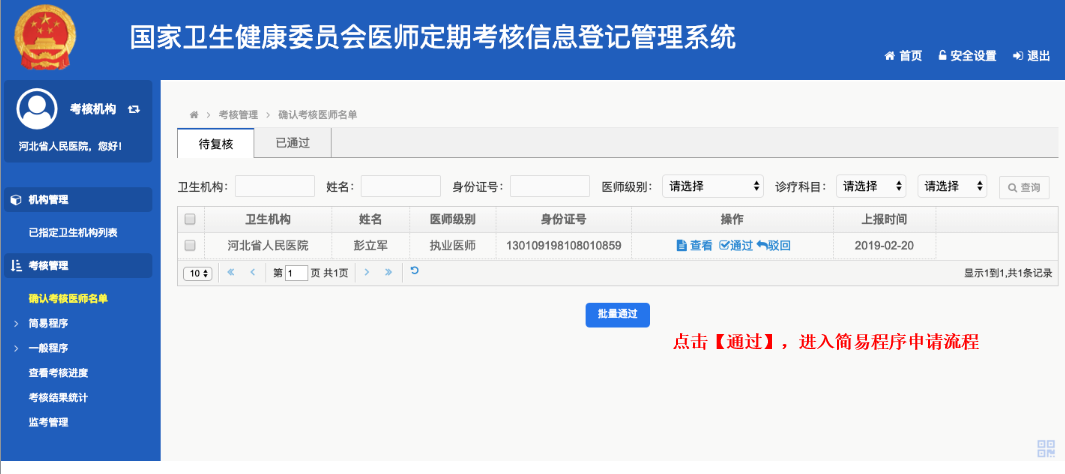 国家卫生健康委员会医师定期考核信息登记管理系统
首页 安全设置 退出
考核机构
河北省人民医院，您好！
机构管理
已指定卫生机构列表
考核管理
确认考核医师名单
简易程序
一般程序
查看考核进度
考核结果统计
监考管理
考核管理 确认考核医师名单
待复核 已通过
卫生机构： 姓名： 身份证号： 医师级别： 请选择 诊疗科目： 请选择 请选择 查询
卫生机构 姓名 医师级别 身份证号 操作 上报时间
河北省人民医院 彭立军 执业医师 130109198108010859 查看 通过 驳回 2019-02-20
10 第 1 页 共1页 显示1到1,共1条记录
批量通过
点击【通过】，进入简易程序申请流程